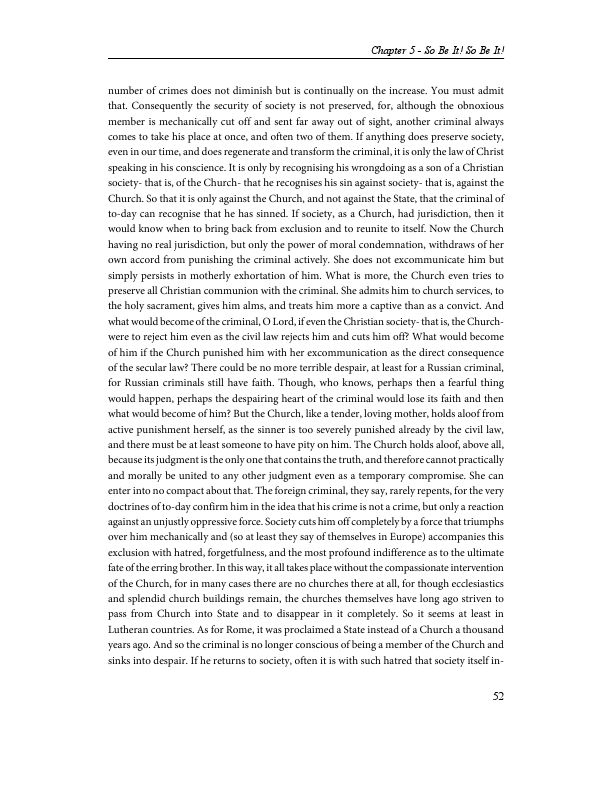 Chapter 5 - So Be It! So Be It!
number of crimes does not diminish but is continually on the increase. You must admit
that. Consequently the security of society is not preserved, for, although the obnoxious
member is mechanically cut off and sent far away out of sight, another criminal always
comes to take his place at once, and often two of them. If anything does preserve society,
even in our time, and does regenerate and transform the criminal, it is only the law of Christ
speaking in his conscience. It is only by recognising his wrongdoing as a son of a Christian
society- that is, of the Church- that he recognises his sin against society- that is, against the
Church. So that it is only against the Church, and not against the State, that the criminal of
to-day can recognise that he has sinned. If society, as a Church, had jurisdiction, then it
would know when to bring back from exclusion and to reunite to itself. Now the Church
having no real jurisdiction, but only the power of moral condemnation, withdraws of her
own accord from punishing the criminal actively. She does not excommunicate him but
simply persists in motherly exhortation of him. What is more, the Church even tries to
preserve all Christian communion with the criminal. She admits him to church services, to
the holy sacrament, gives him alms, and treats him more a captive than as a convict. And
what would become of the criminal, O Lord, if even the Christian society- that is, the Church-
were to reject him even as the civil law rejects him and cuts him off? What would become
of him if the Church punished him with her excommunication as the direct consequence
of the secular law? There could be no more terrible despair, at least for a Russian criminal,
for Russian criminals still have faith. Though, who knows, perhaps then a fearful thing
would happen, perhaps the despairing heart of the criminal would lose its faith and then
what would become of him? But the Church, like a tender, loving mother, holds aloof from
active punishment herself, as the sinner is too severely punished already by the civil law,
and there must be at least someone to have pity on him. The Church holds aloof, above all,
because its judgment is the only one that contains the truth, and therefore cannot practically
and morally be united to any other judgment even as a temporary compromise. She can
enter into no compact about that. The foreign criminal, they say, rarely repents, for the very
doctrines of to-day confirm him in the idea that his crime is not a crime, but only a reaction
against an unjustly oppressive force. Society cuts him off completely by a force that triumphs
over him mechanically and (so at least they say of themselves in Europe) accompanies this
exclusion with hatred, forgetfulness, and the most profound indifference as to the ultimate
fate of the erring brother. In this way, it all takes place without the compassionate intervention
of the Church, for in many cases there are no churches there at all, for though ecclesiastics
and splendid church buildings remain, the churches themselves have long ago striven to
pass from Church into State and to disappear in it completely. So it seems at least in
Lutheran countries. As for Rome, it was proclaimed a State instead of a Church a thousand
years ago. And so the criminal is no longer conscious of being a member of the Church and
sinks into despair. If he returns to society, often it is with such hatred that society itself in-
52